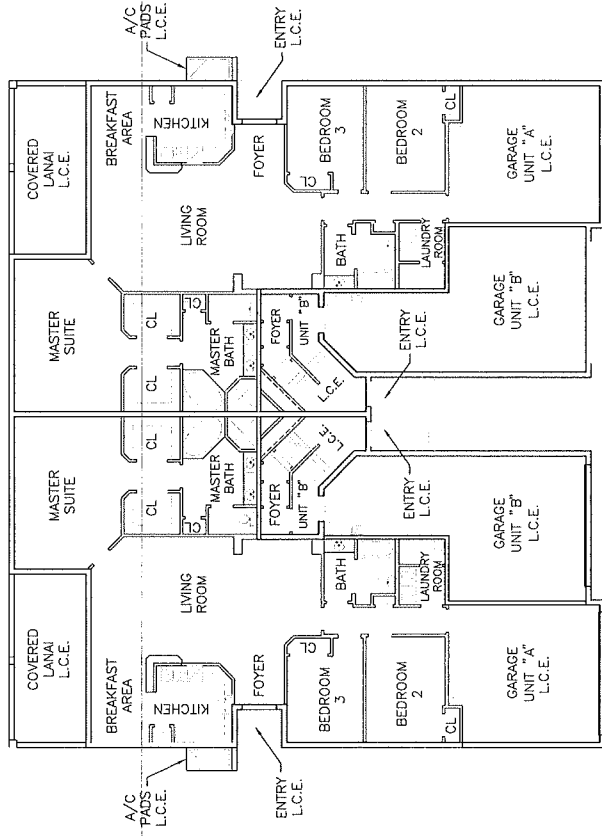 COVERED
LANAI
L.C.E.
MASTER
SUITE
MASTER
SUITE
COVERED
LANAI
L.C.E.
A/C
PADS
L.C.E.
BREAKFAST
AREA
CL
CL
CL
CL
BREAKFAST
AREA
A/C
PADS
L.C.E.
KITCHEN
LIVING
ROOM
CL
MASTER
BATH
MASTER
BATH
CL
LIVING
ROOM
KITCHEN
ENTRY
L.C.E.
FOYER
FOYER
UNIT "B"
L.C.E.
L.C.E.
FOYER
UNIT "B"
FOYER
ENTRY
L.C.E.
BEDROOM
3
CL
BATH
BATH
CL
BEDROOM
3
BEDROOM
2
CL
LAUNDRY
ROOM
ENTRY
L.C.E.
ENTRY
L.C.E.
LAUNDRY
ROOM
BEDROOM
2
CL
GARAGE
UNIT "A"
L.C.E.
GARAGE
UNIT "B"
L.C.E.
GARAGE
UNIT "B"
L.C.E.
GARAGE
UNIT "A"
L.C.E.